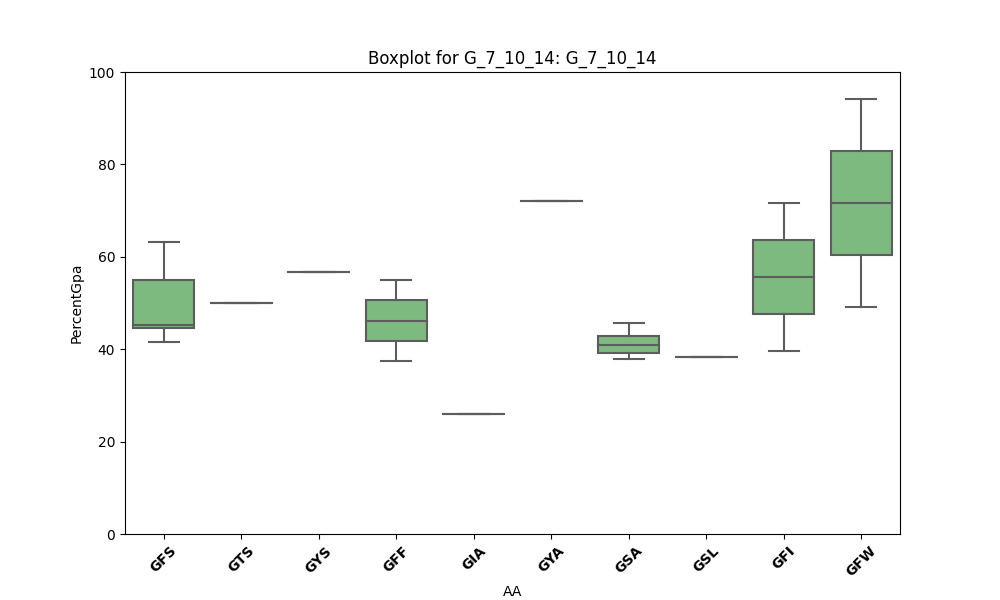 Boxplot for G_7_10_14: G_7_10_14
100
80
60
40
20
0
PercentGpa
GFS
GTS
GYS
GFF
GIA
GYA
GSA
GSL
GFI
GFW
AA